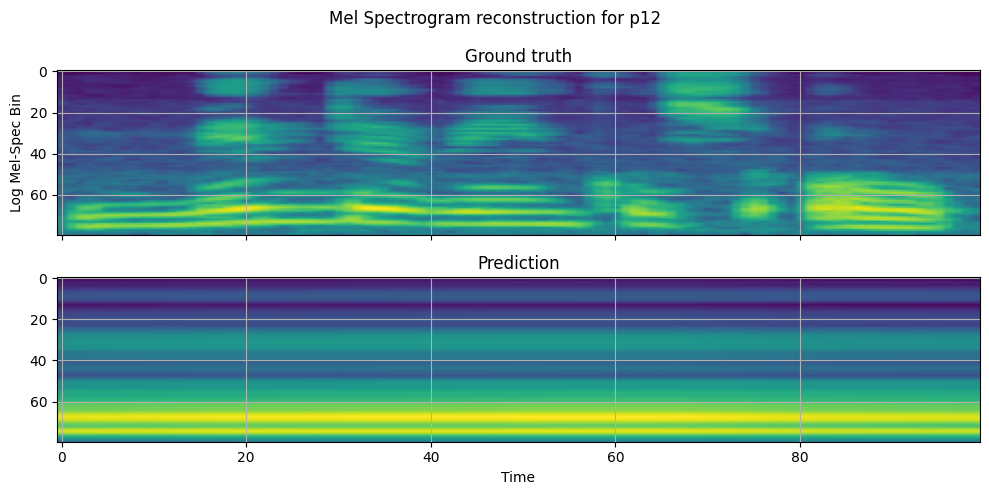 Mel Spectrogram reconstruction for p12
Ground truth
0
20
40
60
Log Mel-Spec Bin
Prediction
0
20
40
60
0 20 40 60 80
Time